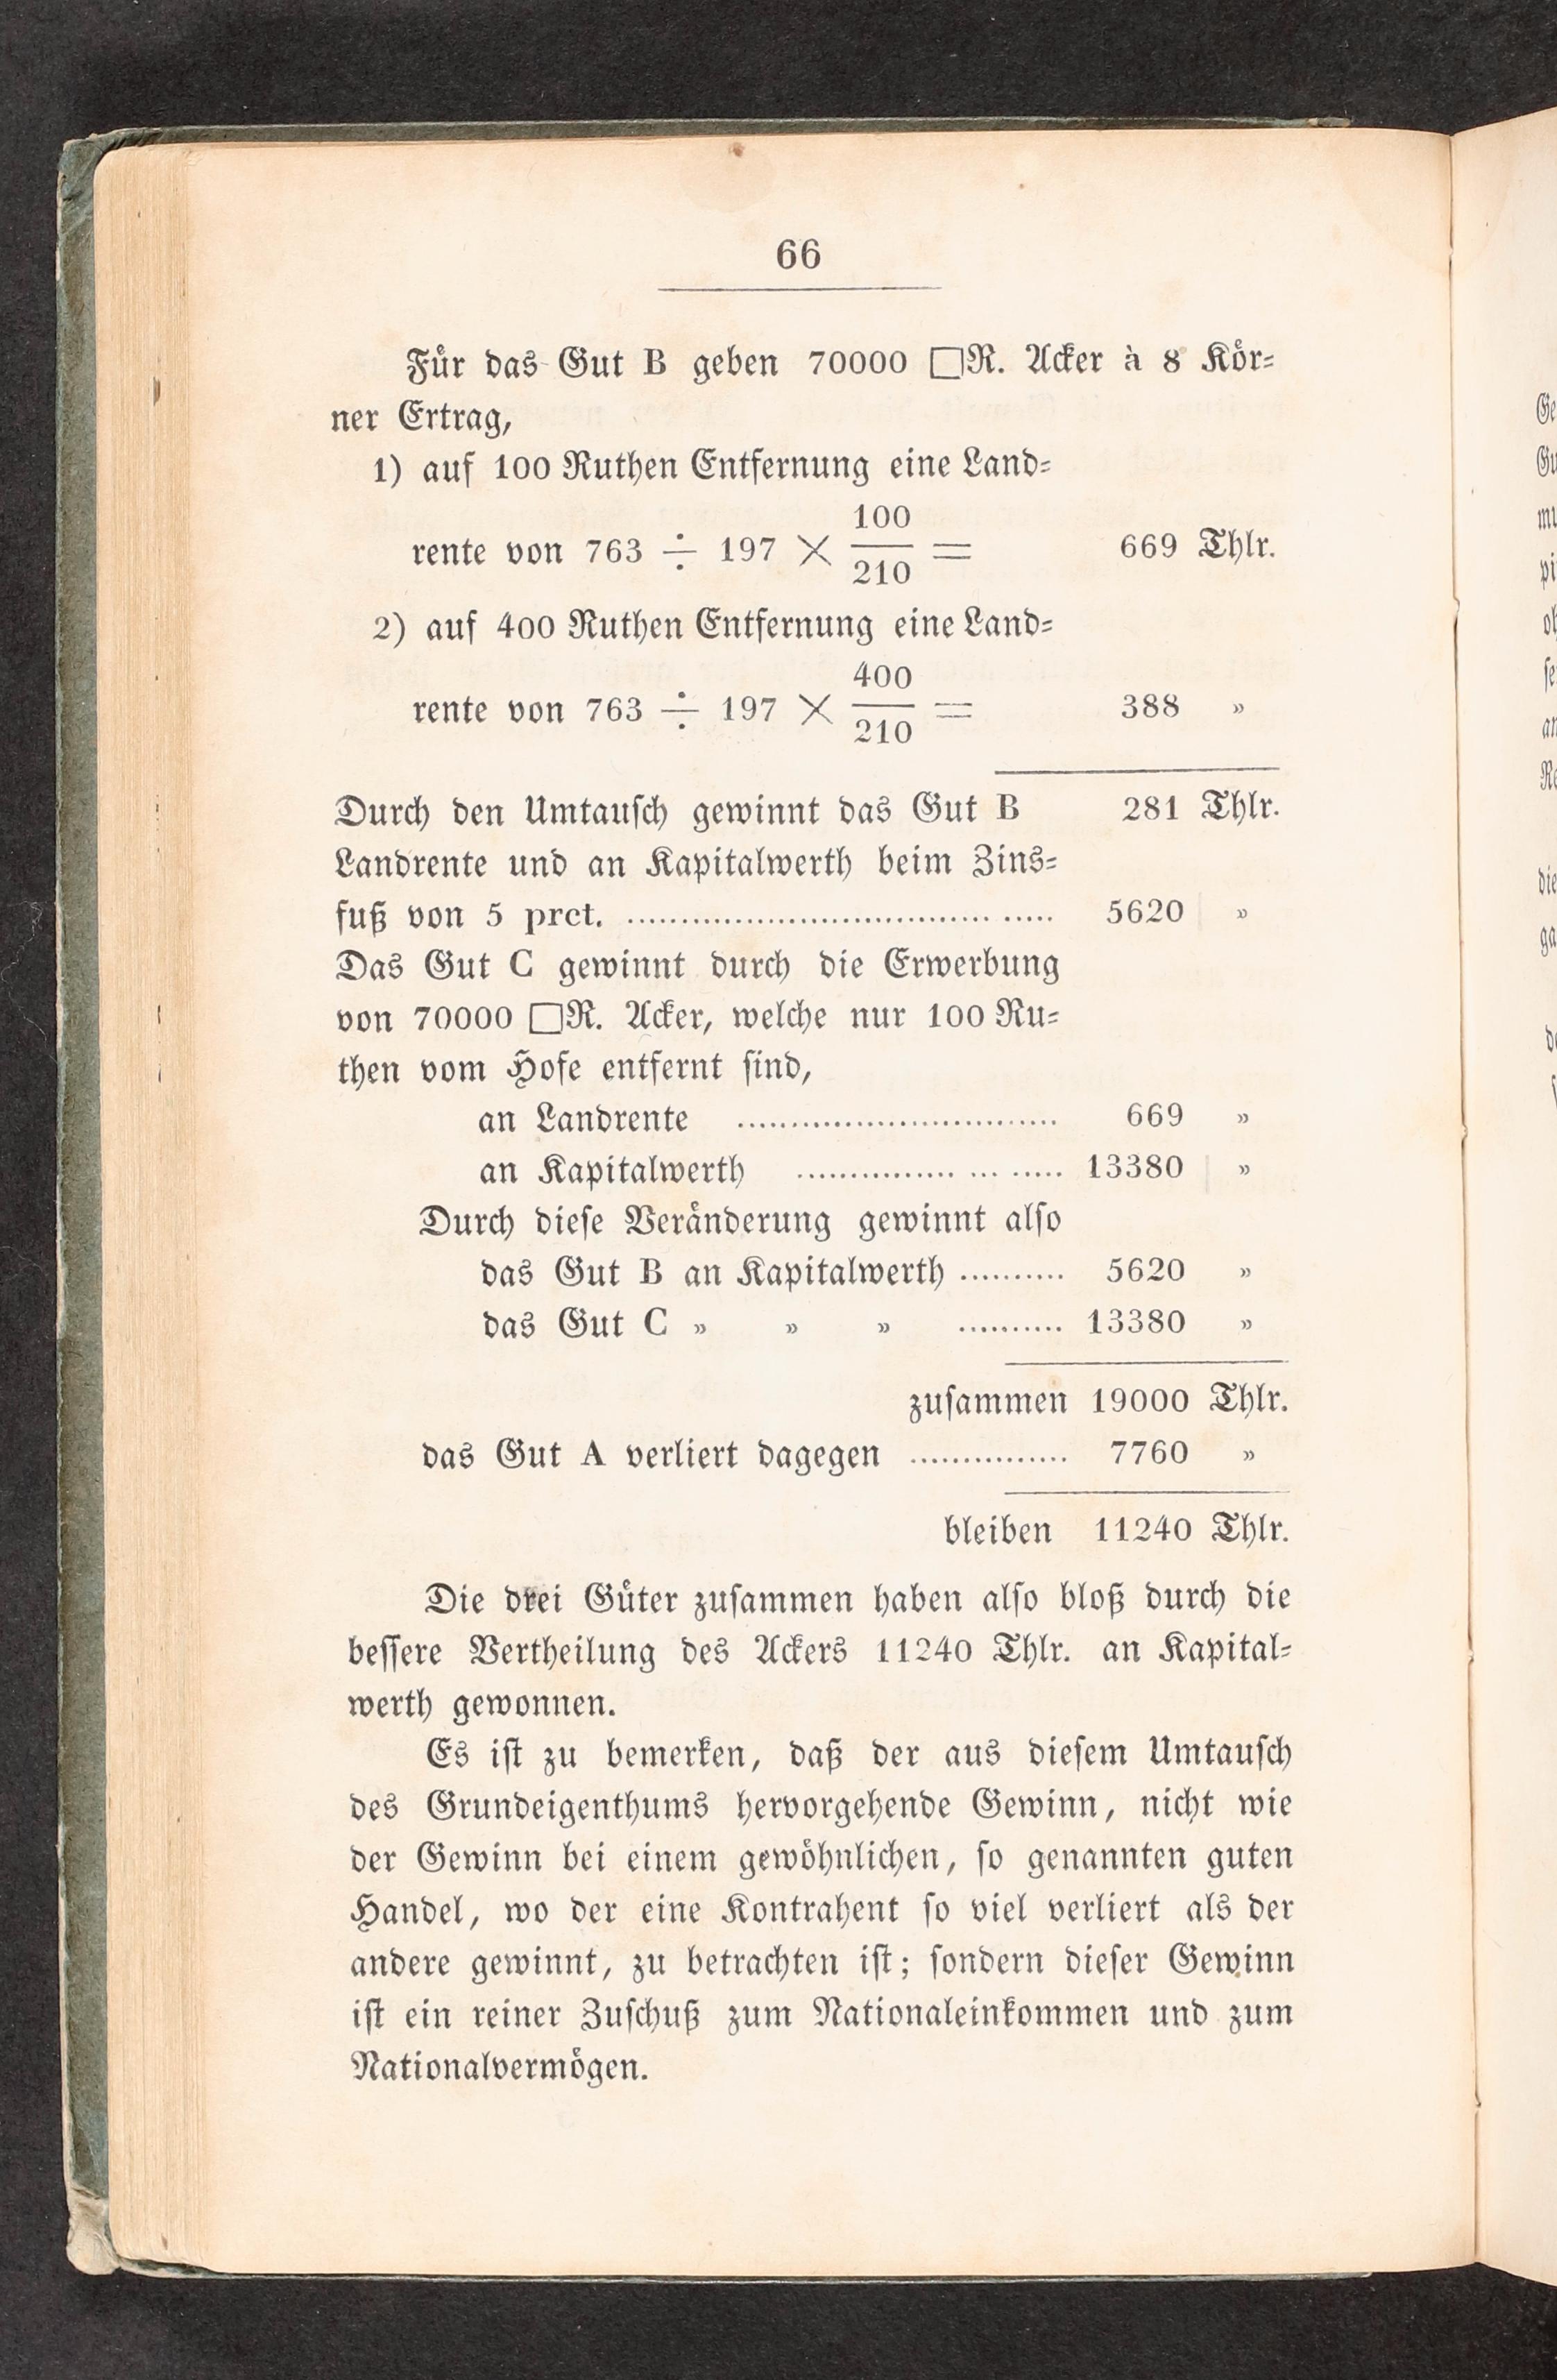 66
Für das Gut B geben 70000 □R. Acker à 8 Kör-
ner Ertrag,
1) auf 100 Ruthen Entfernung eine Land-
rente von 763 ÷ 197 × 100/210 = 669 Thlr.
2) auf 400 Ruthen Entfernung eine Land-
rente von 763 ÷ 197 × 400/210 = 388 »
Durch den Umtausch gewinnt das Gut B 281 Thlr.
Landrente und an Kapitalwerth beim Zins-
fuß von 5 prct. ........................................ 5620 »
Das Gut C gewinnt durch die Erwerbung
von 70000 □R. Acker, welche nur 100 Ru-
then vom Hofe entfernt sind,
an Landrente .............................. 669 »
an Kapitalwerth ............... ... ..... 13380 »
Durch diese Veränderung gewinnt also
das Gut B an Kapitalwerth .......... 5620 »
das Gut C » » » .......... 13380 »
zusammen 19000 Thlr.
das Gut A verliert dagegen ............... 7760 »
bleiben 11240 Thlr.
Die drei Güter zusammen haben also bloß durch die
bessere Vertheilung des Ackers 11240 Thlr. an Kapital-
werth gewonnen.
Es ist zu bemerken, daß der aus diesem Umtausch
des Grundeigenthums hervorgehende Gewinn, nicht wie
der Gewinn bei einem gewöhnlichen, so genannten guten
Handel, wo der eine Kontrahent so viel verliert als der
andere gewinnt, zu betrachten ist; sondern dieser Gewinn
ist ein reiner Zuschuß zum Nationaleinkommen und zum
Nationalvermögen.